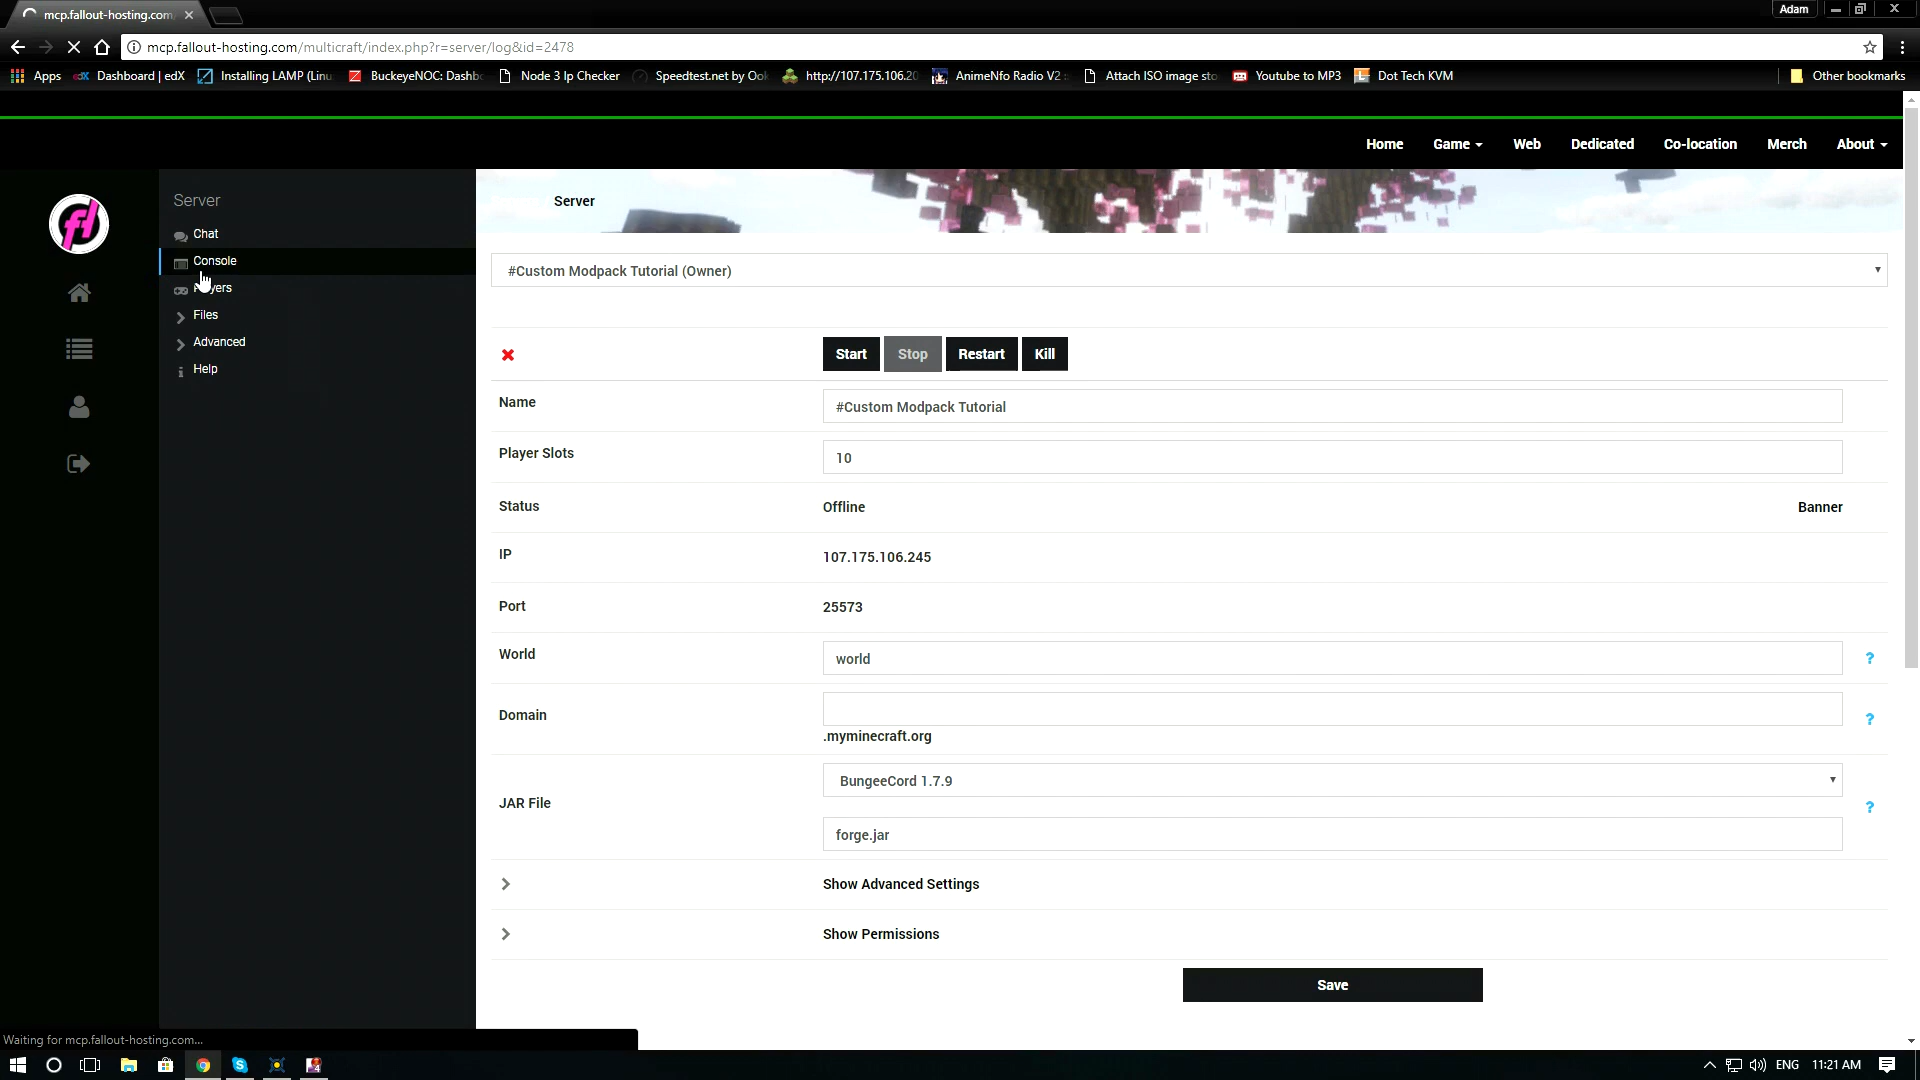 mcp.fallout-hosting.com
Adam
mcp.fallout-hosting.com/multicraft/index.php?r=server/log&id=2478
Apps
Dashboard | edX
Installing LAMP (Linu
BuckeyeNOC: Dashb
Node 3 Ip Checker
Speedtest.net by Ook
http://107.175.106.20
AnimeNfo Radio V2 :
Attach ISO image sto
Youtube to MP3
Dot Tech KVM
Other bookmarks
Home
Game
Web
Dedicated
Co-location
Merch
About
Server
Chat
Console
Files
Advanced
Help
Server
#Custom Modpack Tutorial (Owner)
Start
Stop
Restart
Kill
Name
#Custom Modpack Tutorial
Player Slots
10
Status
Offline
Banner
IP
107.175.106.245
Port
25573
World
world
?
Domain
?
.myminecraft.org
JAR File
BungeeCord 1.7.9
?
forge.jar
Show Advanced Settings
Show Permissions
Save
Waiting for mcp.fallout-hosting.com...
ENG
11:21 AM